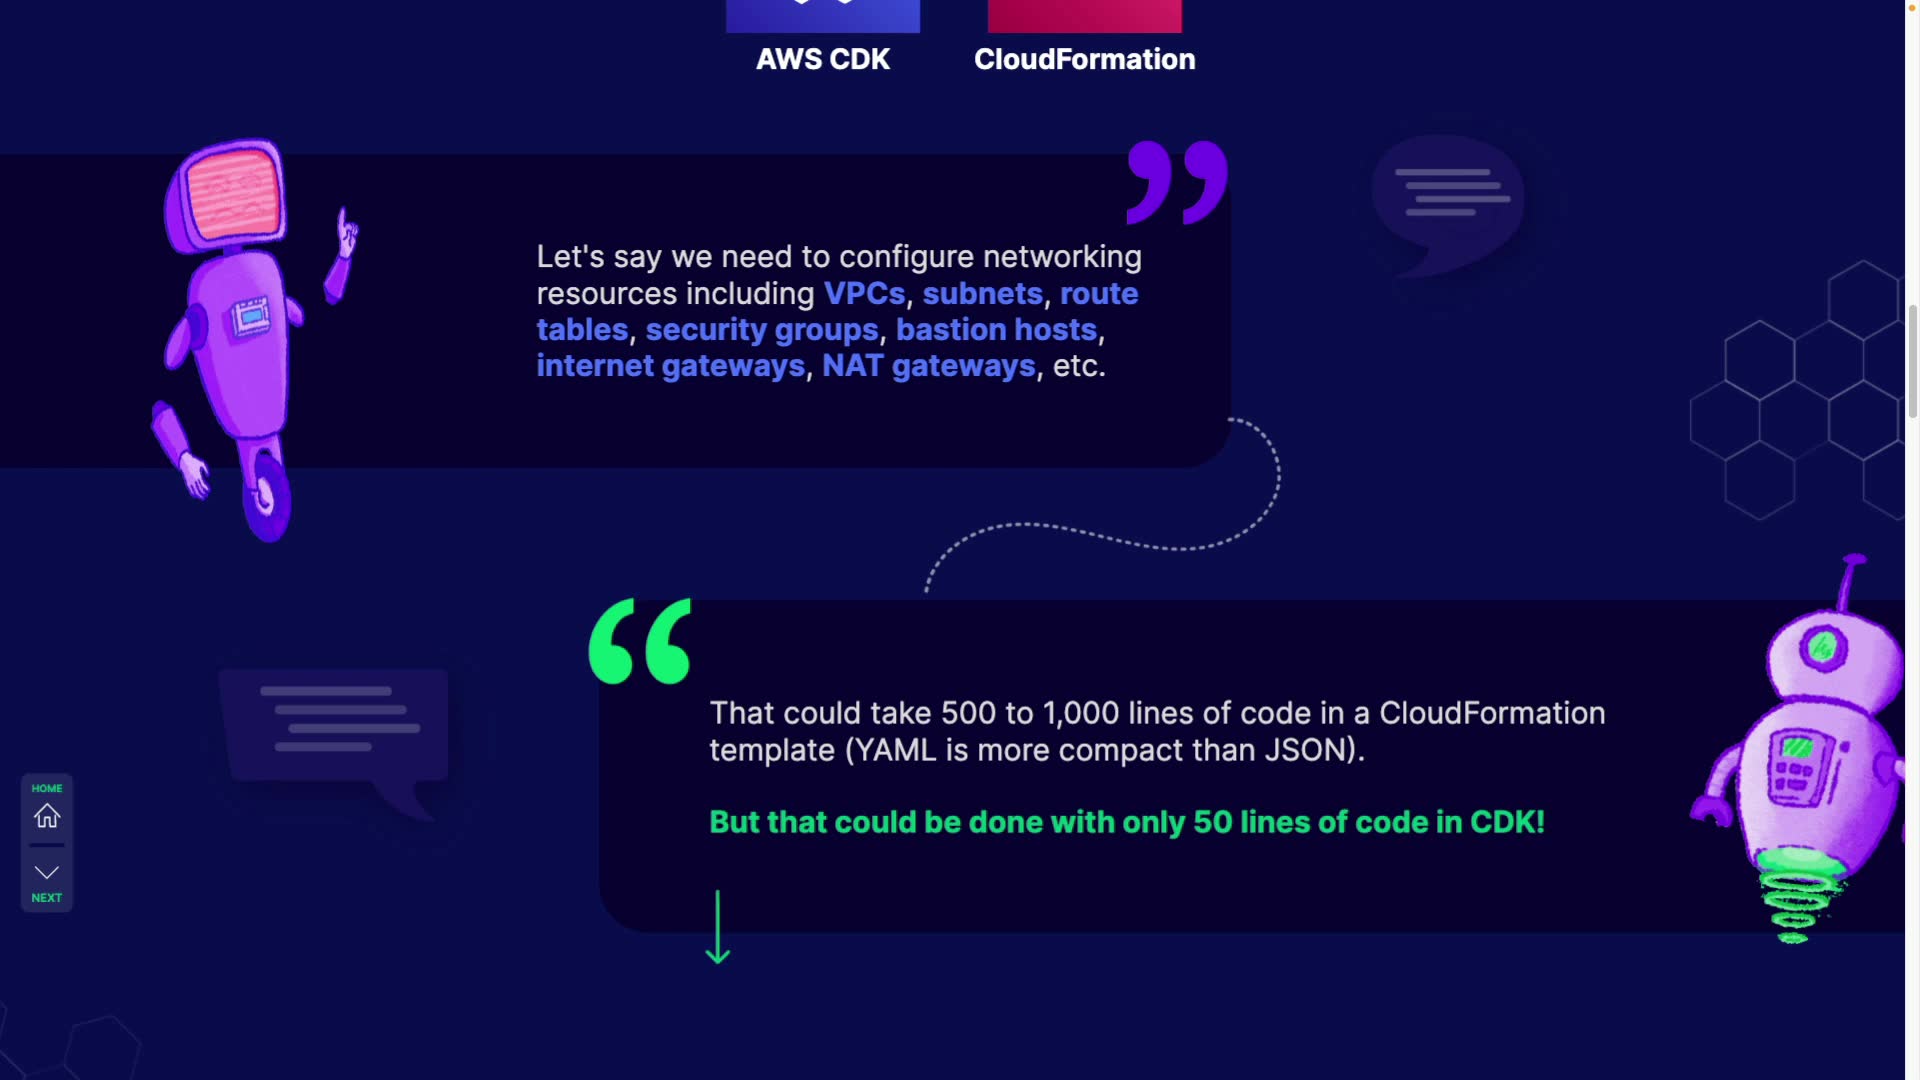 AWS CDK
CloudFormation
Let's say we need to configure networking
resources including VPCs, subnets, route
tables, security groups, bastion hosts,
internet gateways, NAT gateways, etc.
That could take 500 to 1,000 lines of code in a CloudFormation
template (YAML is more compact than JSON).
But that could be done with only 50 lines of code in CDK!
HOME
NEXT